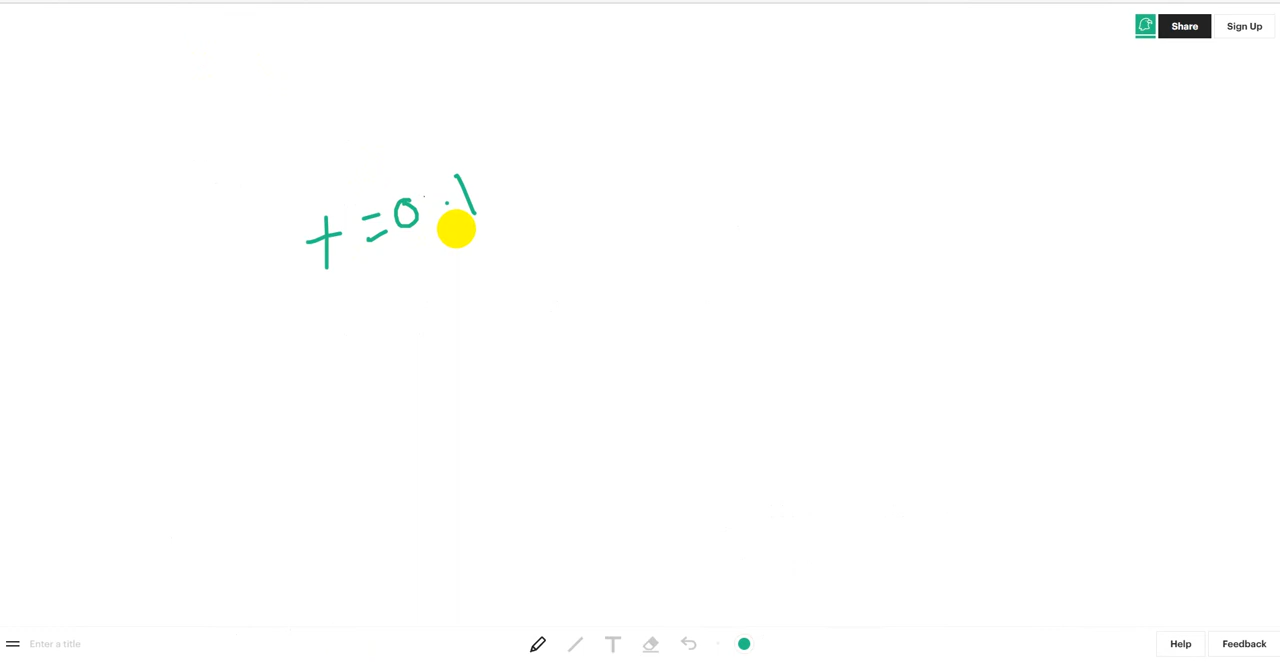 Share
Sign Up
t = 0.1
Enter a title
T
Help
Feedback